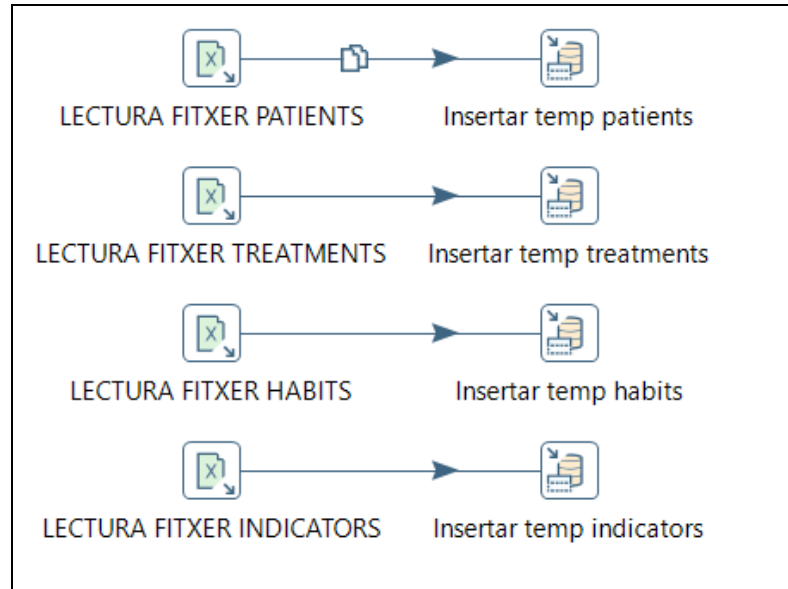 LECTURA FITXER PATIENTS
Insertar temp patients
LECTURA FITXER TREATMENTS
Insertar temp treatments
LECTURA FITXER HABITS
Insertar temp habits
LECTURA FITXER INDICATORS
Insertar temp indicators